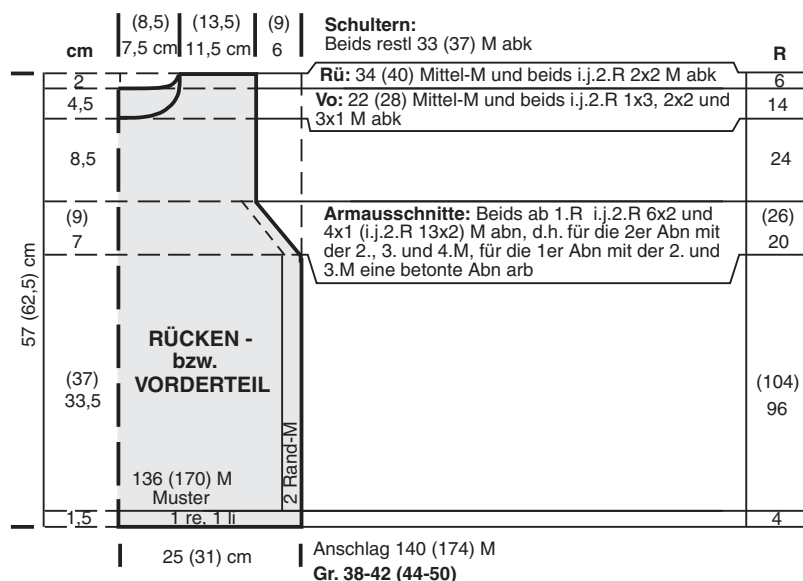 (8,5) (13,5) (9)
7,5 cm 11,5 cm 6
Schultern:
Beids restl 33 (37) M abk
cm
R
2
Rü: 34 (40) Mittel-M und beids i.j.2.R 2x2 M abk
6
4,5
Vo: 22 (28) Mittel-M und beids i.j.2.R 1x3, 2x2 und
3x1 M abk
14
8,5
24
(9)
7
Armausschnitte: Beids ab 1.R i.j.2.R 6x2 und
4x1 (i.j.2.R 13x2) M abn, d.h. für die 2er Abn mit
der 2., 3. und 4.M, für die 1er Abn mit der 2. und
3.M eine betonte Abn arb
(26)
20
57 (62,5) cm
RÜCKEN -
bzw.
VORDERTEIL
(37)
33,5
(104)
96
2 Rand-M
136 (170) M
Muster
1,5
1 re, 1 li
4
25 (31) cm
Anschlag 140 (174) M
Gr. 38-42 (44-50)